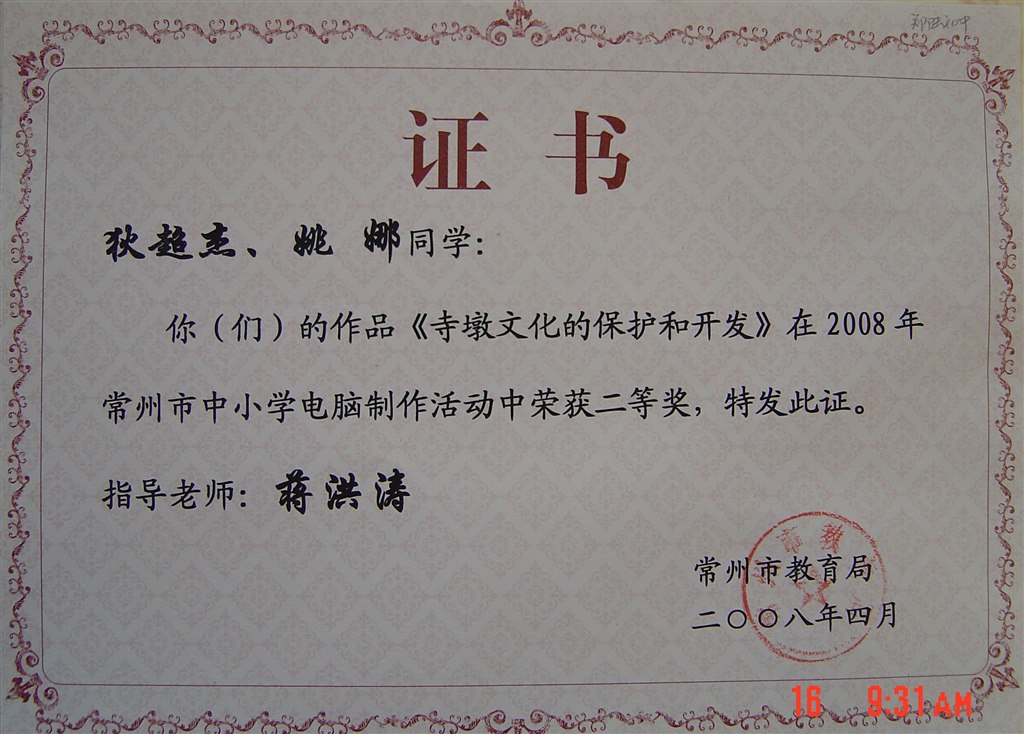 证书
狄超杰、姚 娜同学：
你（们）的作品《寺墩文化的保护和开发》在2008年
常州市中小学电脑制作活动中荣获二等奖，特发此证。
指导老师：蒋洪涛
常州市教育局
二〇〇八年四月
16 9:31AM